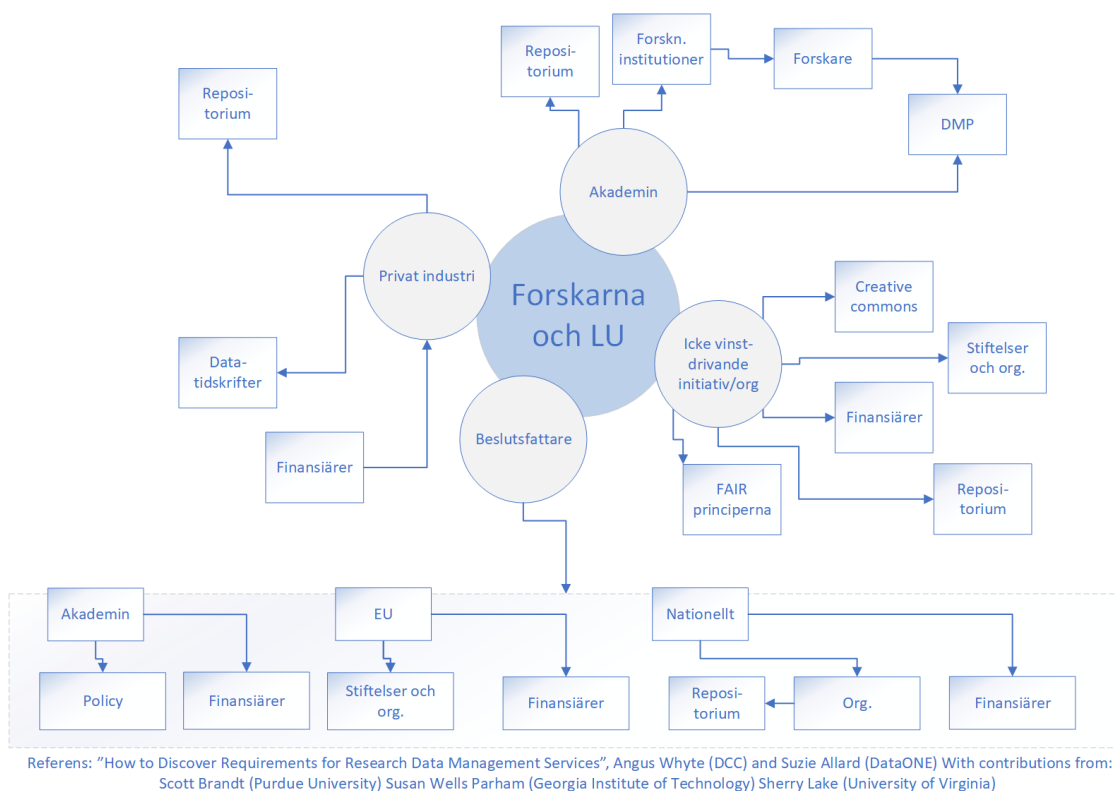 Reposi-
torium
Forskn.
institutioner
Forskare
Reposi-
torium
DMP
Akademin
Privat industri
Forskarna
och LU
Creative
commons
Icke vinst-
drivande
initiativ/org
Stiftelser
och org.
Data-
tidskrifter
Finansiärer
Beslutsfattare
Finansiärer
FAIR
principerna
Reposi-
torium
Akademin
EU
Nationellt
Policy
Finansiärer
Stiftelser och
org.
Finansiärer
Reposi-
torium
Org.
Finansiärer
Referens: ”How to Discover Requirements for Research Data Management Services”, Angus Whyte (DCC) and Suzie Allard (DataONE) With contributions from:
Scott Brandt (Purdue University) Susan Wells Parham (Georgia Institute of Technology) Sherry Lake (University of Virginia)